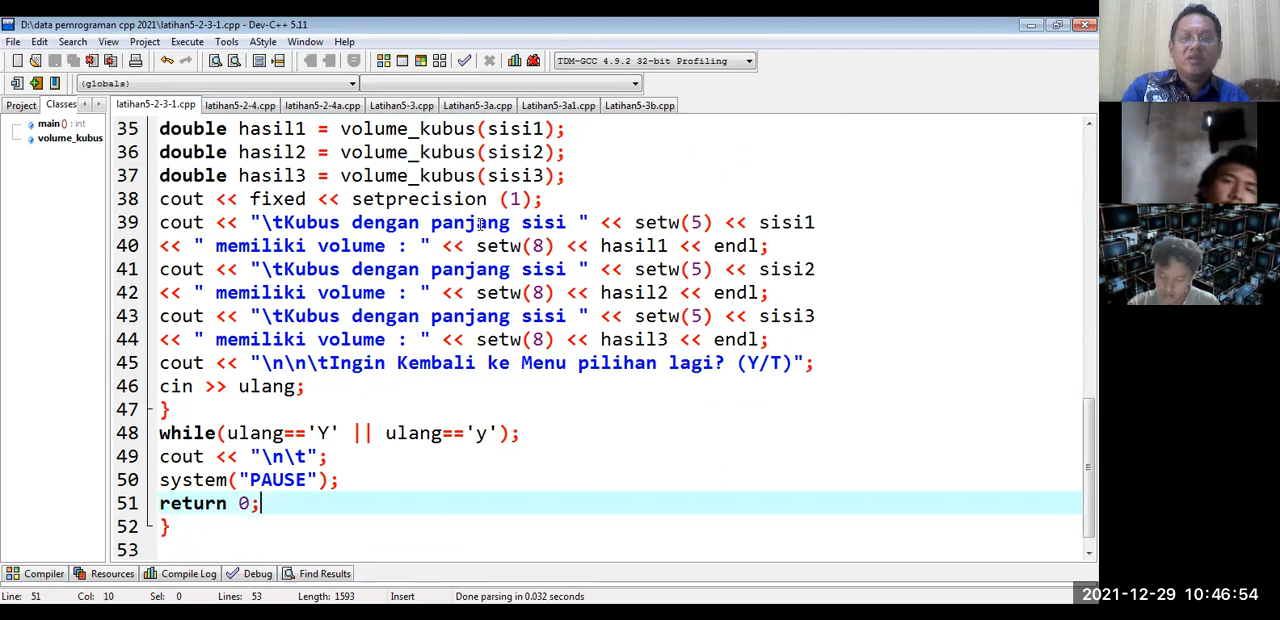 D:\data pemrograman cpp 2021\latihan5-2-3-1.cpp - Dev-C++ 5.11
File Edit Search View Project Execute Tools AStyle Window Help
TDM-GCC 4.9.2 32-bit Profiling
(globals)
Project Classes latihan5-2-3-1.cpp latihan5-2-4.cpp latihan5-2-4a.cpp Latihan5-3.cpp Latihan5-3a.cpp Latihan5-3a1.cpp Latihan5-3b.cpp
main() : int
volume_kubus
35 double hasil1 = volume_kubus(sisi1);
36 double hasil2 = volume_kubus(sisi2);
37 double hasil3 = volume_kubus(sisi3);
38 cout << fixed << setprecision (1);
39 cout << "\tKubus dengan panjang sisi " << setw(5) << sisi1
40 << " memiliki volume : " << setw(8) << hasil1 << endl;
41 cout << "\tKubus dengan panjang sisi " << setw(5) << sisi2
42 << " memiliki volume : " << setw(8) << hasil2 << endl;
43 cout << "\tKubus dengan panjang sisi " << setw(5) << sisi3
44 << " memiliki volume : " << setw(8) << hasil3 << endl;
45 cout << "\n\n\tIngin Kembali ke Menu pilihan lagi? (Y/T)";
46 cin >> ulang;
47 }
48 while(ulang=='Y' || ulang=='y');
49 cout << "\n\t";
50 system("PAUSE");
51 return 0;
52 }
53
Compiler Resources Compile Log Debug Find Results
Line: 51 Col: 10 Sel: 0 Lines: 53 Length: 1593 Insert Done parsing in 0.032 seconds
2021-12-29 10:46:54